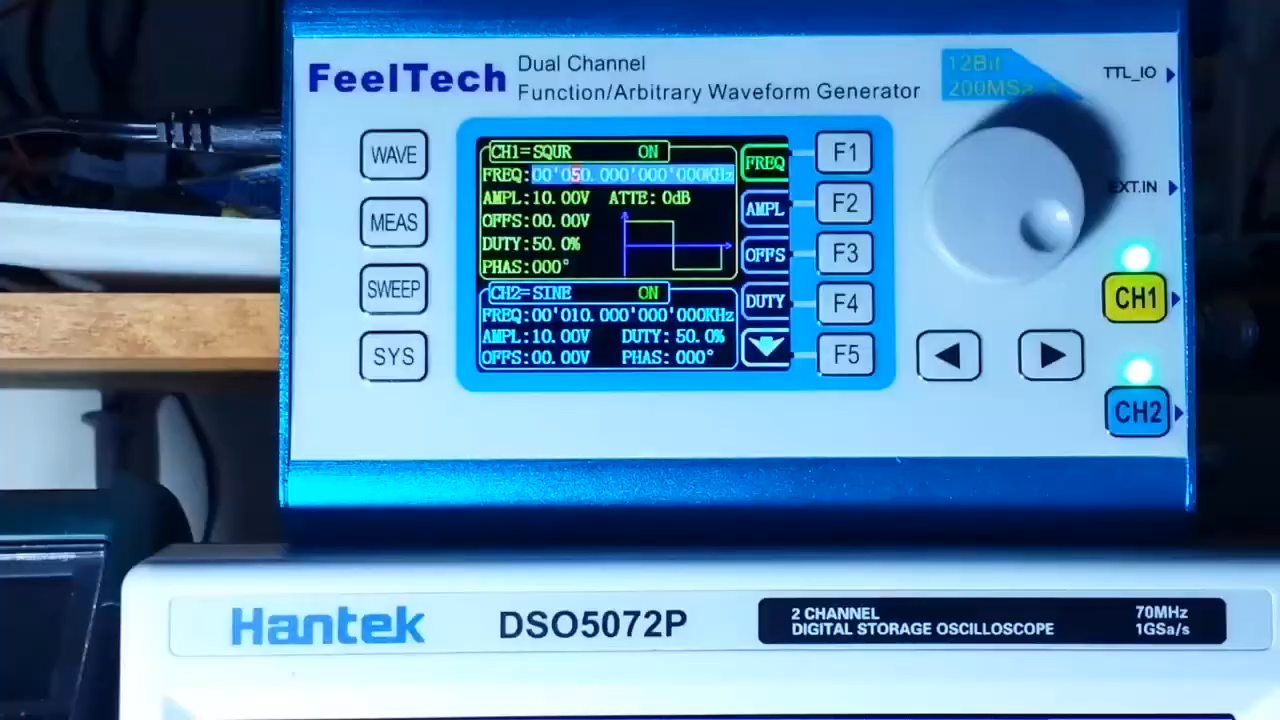 FeelTech
Dual Channel
Function/Arbitrary Waveform Generator
12Bit
200MSa
TTL_IO
EXT.IN
WAVE
MEAS
SWEEP
SYS
CH1=SQUR ON
FREQ:00'050.000'000'000KHz
AMPL:10.00V ATTE:0dB
OFFS:00.00V
DUTY:50.0%
PHAS:000°
CH2=SINE ON
FREQ:00'010.000'000'000KHz
AMPL:10.00V DUTY:50.0%
OFFS:00.00V PHAS:000°
FREQ
AMPL
OFFS
DUTY
F1
F2
F3
F4
F5
CH1
CH2
Hantek
DSO5072P
2 CHANNEL
DIGITAL STORAGE OSCILLOSCOPE
70MHz
1GSa/s